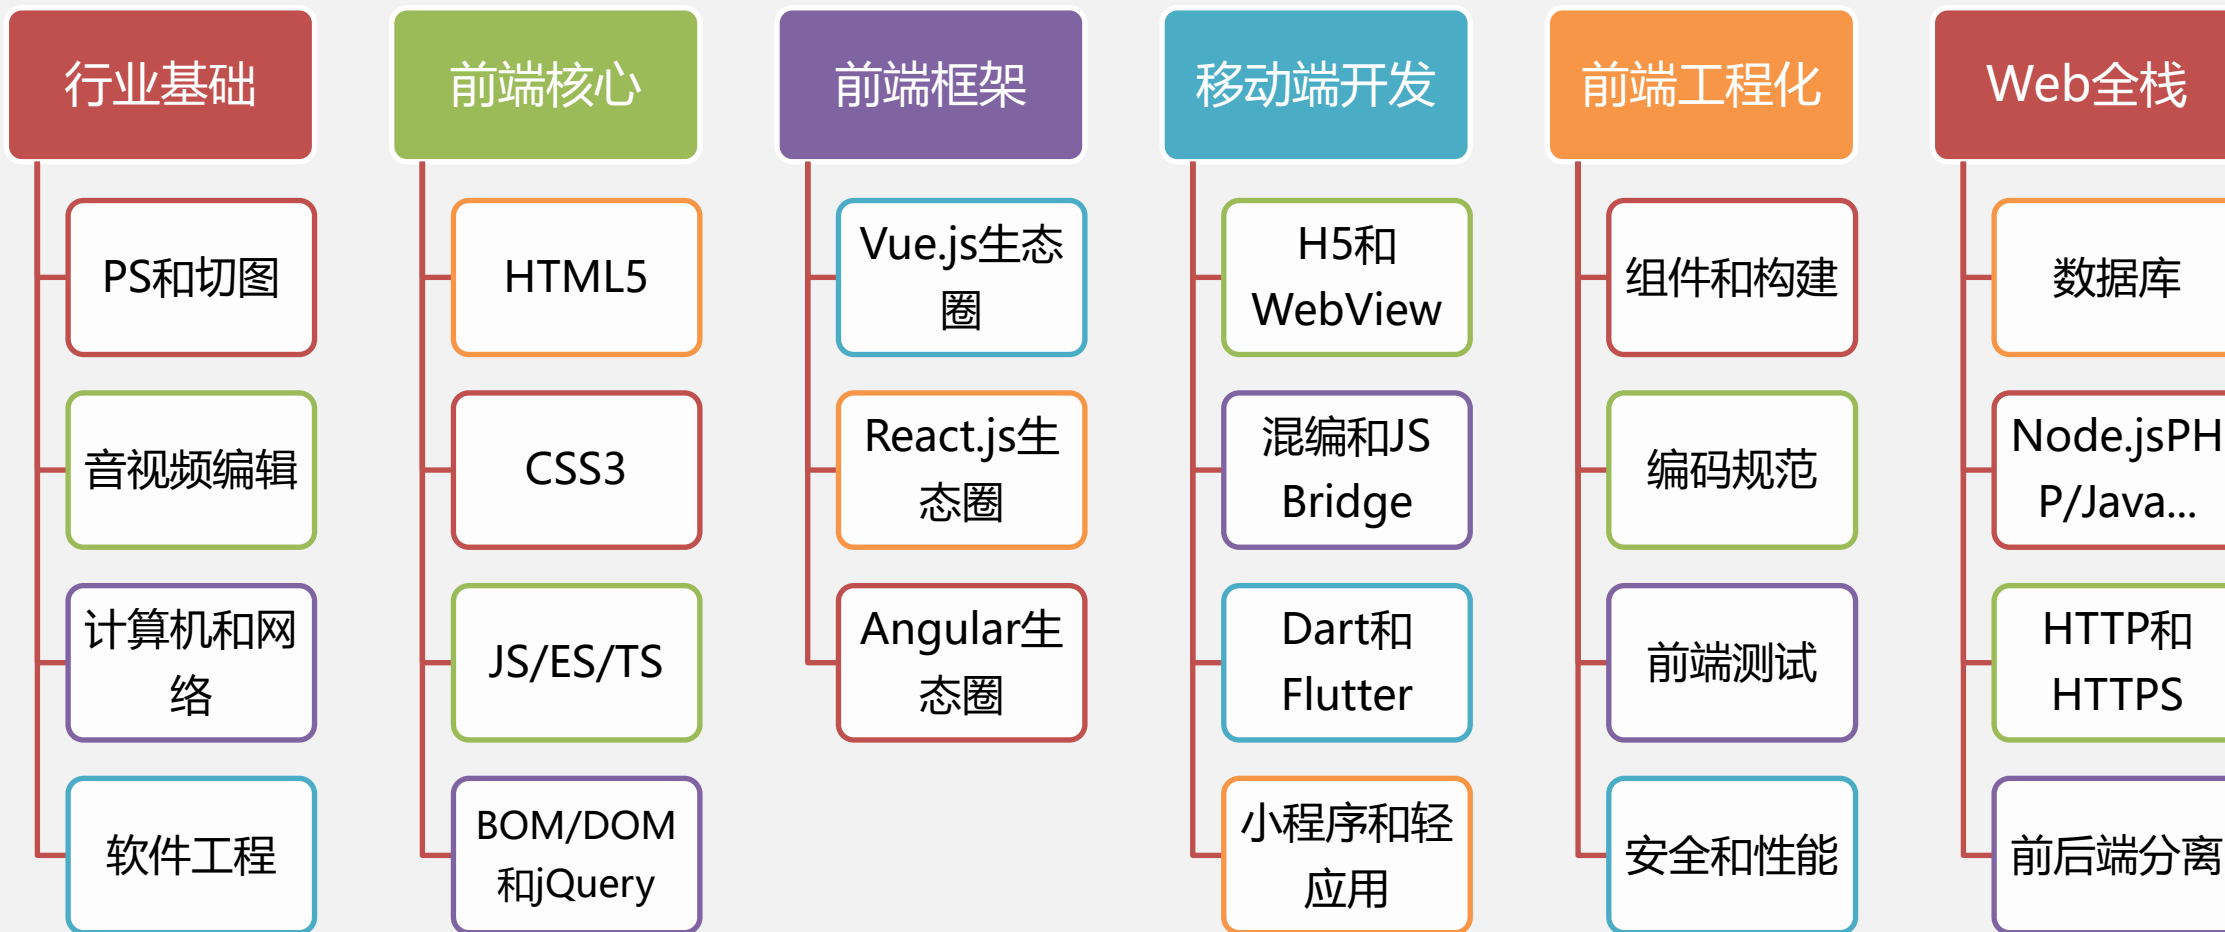 行业基础
PS和切图
音视频编辑
计算机和网
络
软件工程
前端核心
HTML5
CSS3
JS/ES/TS
BOM/DOM
和jQuery
前端框架
Vue.js生态
圈
React.js生
态圈
Angular生
态圈
移动端开发
H5和
WebView
混编和JS
Bridge
Dart和
Flutter
小程序和轻
应用
前端工程化
组件和构建
编码规范
前端测试
安全和性能
Web全栈
数据库
Node.jsPH
P/Java...
HTTP和
HTTPS
前后端分离